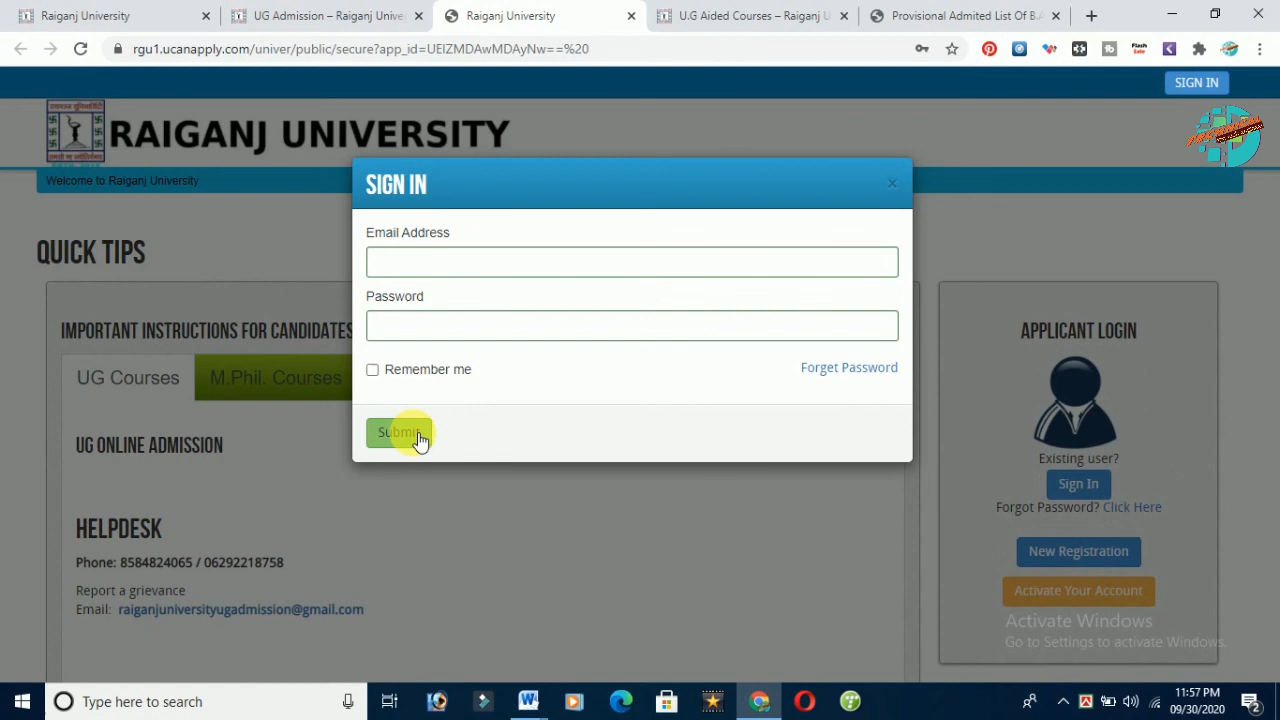 Raiganj University
UG Admission – Raiganj Universi
Raiganj University
U.G Aided Courses – Raiganj U
Provisional Admited List Of B.A
rgu1.ucanapply.com/univer/public/secure?app_id=UElZMDAwMDAyNw==%20
SIGN IN
RAIGANJ UNIVERSITY
Welcome to Raiganj University
SIGN IN
×
Email Address
Password
Remember me
Forget Password
Submit
QUICK TIPS
IMPORTANT INSTRUCTIONS FOR CANDIDATES
UG Courses
M.Phil. Courses
UG ONLINE ADMISSION
HELPDESK
Phone: 8584824065 / 06292218758
Report a grievance
Email: raiganjuniversityugadmission@gmail.com
APPLICANT LOGIN
Existing user?
Sign In
Forgot Password? Click Here
New Registration
Activate Your Account
Activate Windows
Go to Settings to activate Windows.
Type here to search
11:57 PM
09/30/2020
2